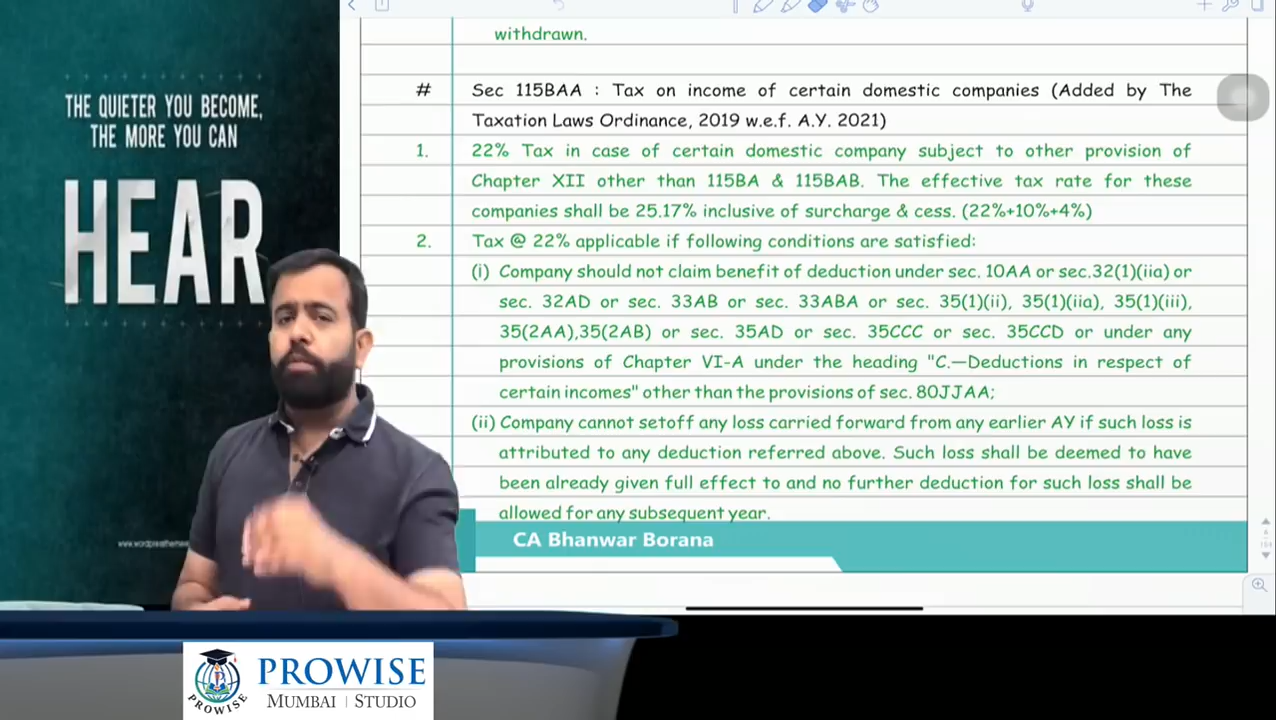 withdrawn.
# Sec 115BAA : Tax on income of certain domestic companies (Added by The
Taxation Laws Ordinance, 2019 w.e.f. A.Y. 2021)
1. 22% Tax in case of certain domestic company subject to other provision of
Chapter XII other than 115BA & 115BAB. The effective tax rate for these
companies shall be 25.17% inclusive of surcharge & cess. (22%+10%+4%)
2. Tax @ 22% applicable if following conditions are satisfied:
(i) Company should not claim benefit of deduction under sec. 10AA or sec.32(1)(iia) or
sec. 32AD or sec. 33AB or sec. 33ABA or sec. 35(1)(ii), 35(1)(iia), 35(1)(iii),
35(2AA),35(2AB) or sec. 35AD or sec. 35CCC or sec. 35CCD or under any
provisions of Chapter VI-A under the heading "C.—Deductions in respect of
certain incomes" other than the provisions of sec. 80JJAA;
(ii) Company cannot setoff any loss carried forward from any earlier AY if such loss is
attributed to any deduction referred above. Such loss shall be deemed to have
been already given full effect to and no further deduction for such loss shall be
allowed for any subsequent year.
CA Bhanwar Borana
THE QUIETER YOU BECOME,
THE MORE YOU CAN
HEAR
PROWISE
MUMBAI | STUDIO
PROWISE